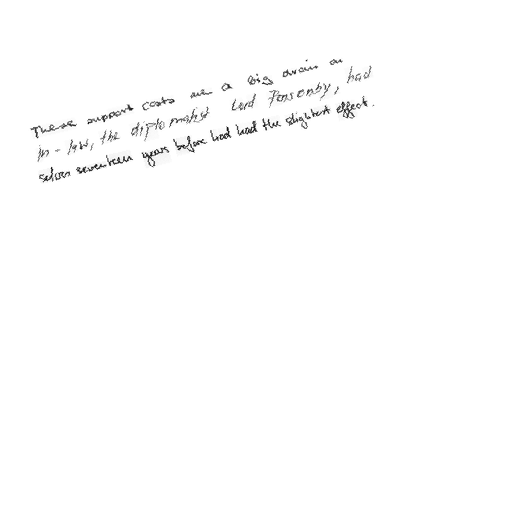 These support costs are a big drain on
in-law, the diplomatist Lord Ponsonby, had
seven seventeen years before had had the slightest effect.